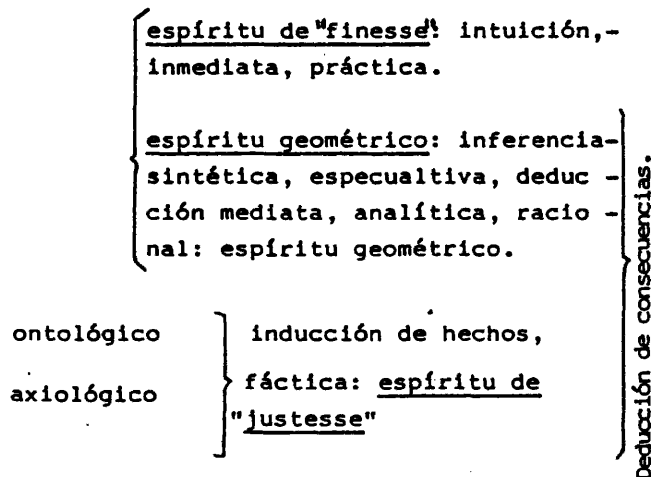 espíritu de "finesse": intuición,-
inmediata, práctica.
espíritu geométrico: inferencia-
sintética, especualtiva, deduc -
ción mediata, analítica, racio -
nal: espíritu geométrico.
ontológico
axiológico
inducción de hechos,
fáctica: espíritu de
"justesse"
Deducción de consecuencias.